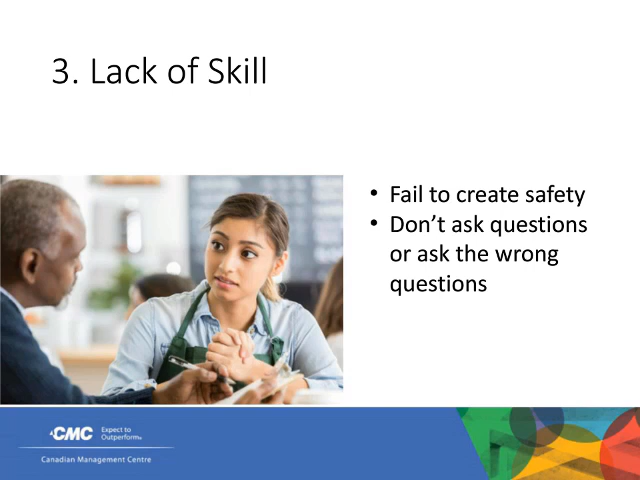 3. Lack of Skill
• Fail to create safety
• Don’t ask questions
or ask the wrong
questions
CMC
Expect to
Outperform™
Canadian Management Centre